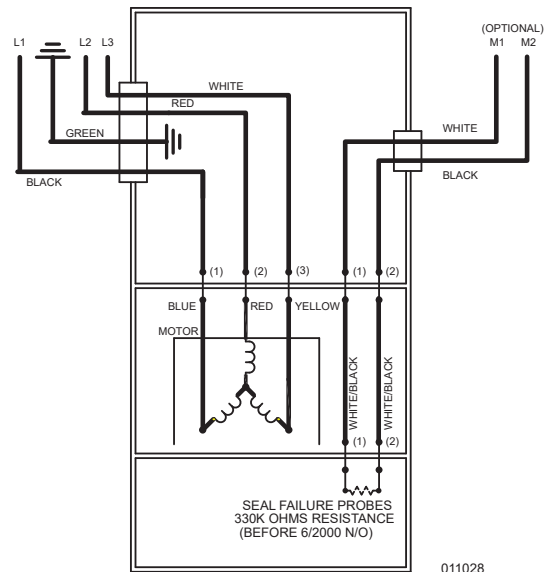 (OPTIONAL)
L1 L2 L3 M1 M2
WHITE
RED
GREEN
WHITE
BLACK
BLACK
(1) (2) (3) (1) (2)
BLUE RED YELLOW
MOTOR
WHITE/BLACK
WHITE/BLACK
(1) (2)
SEAL FAILURE PROBES
330K OHMS RESISTANCE
(BEFORE 6/2000 N/O)
011028